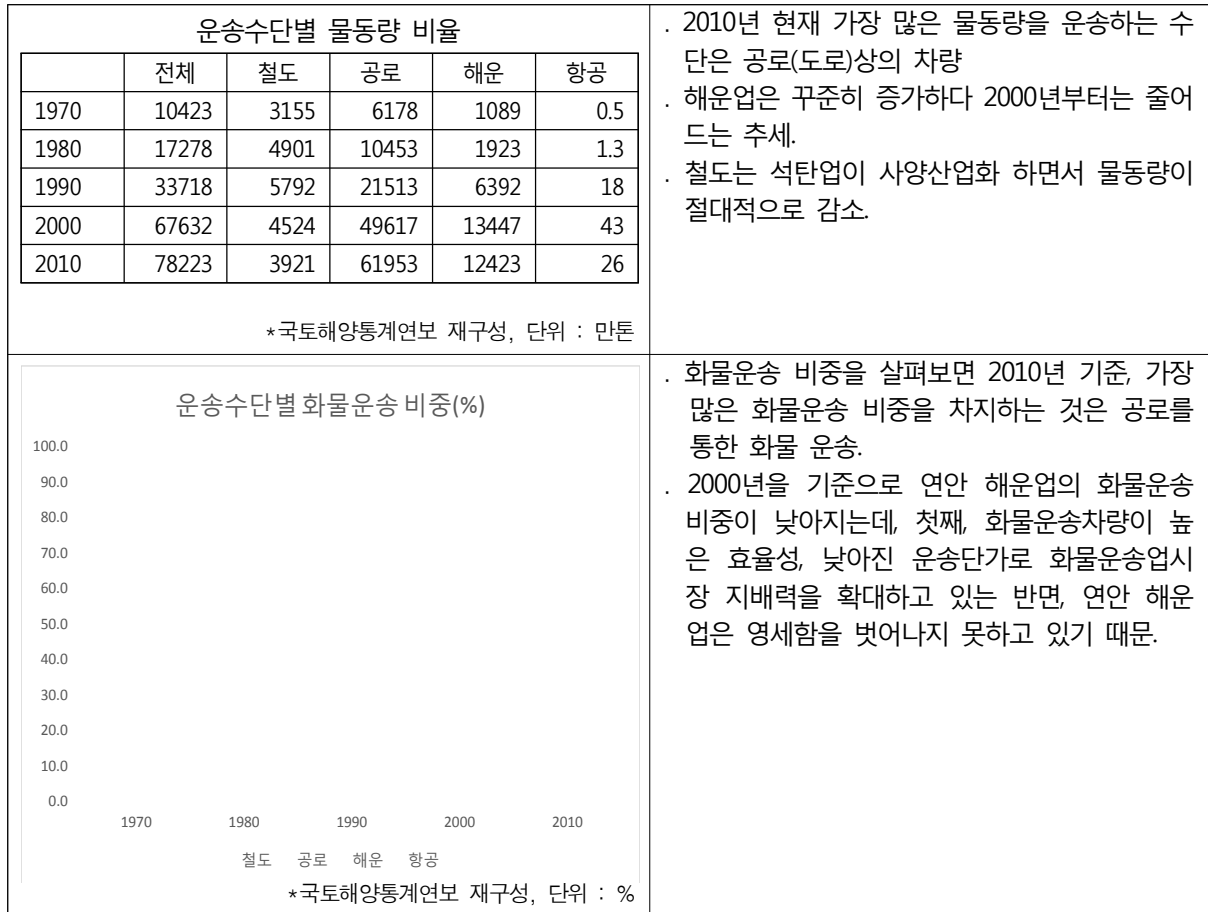 운송수단별 물동량 비율
전체 철도 공로 해운 항공
1970 10423 3155 6178 1089 0.5
1980 17278 4901 10453 1923 1.3
1990 33718 5792 21513 6392 18
2000 67632 4524 49617 13447 43
2010 78223 3921 61953 12423 26
*국토해양통계연보 재구성, 단위 : 만톤
. 2010년 현재 가장 많은 물동량을 운송하는 수
단은 공로(도로)상의 차량
. 해운업은 꾸준히 증가하다 2000년부터는 줄어
드는 추세.
. 철도는 석탄업이 사양산업화 하면서 물동량이
절대적으로 감소.
운송수단별 화물운송 비중(%)
100.0
90.0
80.0
70.0
60.0
50.0
40.0
30.0
20.0
10.0
0.0
1970 1980 1990 2000 2010
철도 공로 해운 항공
*국토해양통계연보 재구성, 단위 : %
. 화물운송 비중을 살펴보면 2010년 기준, 가장
많은 화물운송 비중을 차지하는 것은 공로를
통한 화물 운송.
. 2000년을 기준으로 연안 해운업의 화물운송
비중이 낮아지는데, 첫째, 화물운송차량이 높
은 효율성, 낮아진 운송단가로 화물운송업시
장 지배력을 확대하고 있는 반면, 연안 해운
업은 영세함을 벗어나지 못하고 있기 때문.